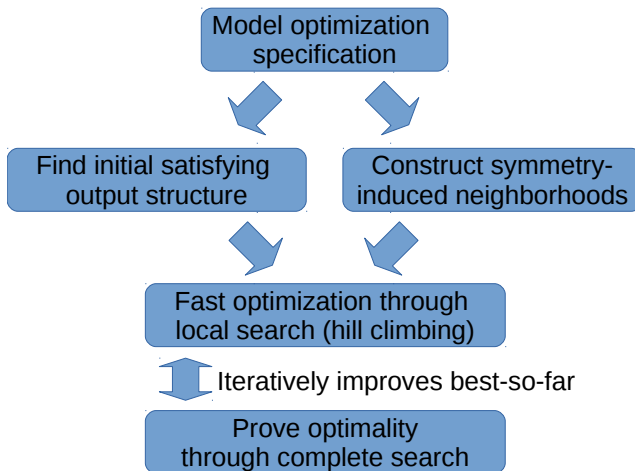 Model optimization
specification
Find initial satisfying
output structure
Construct symmetry-
induced neighborhoods
Fast optimization through
local search (hill climbing)
Iteratively improves best-so-far
Prove optimality
through complete search